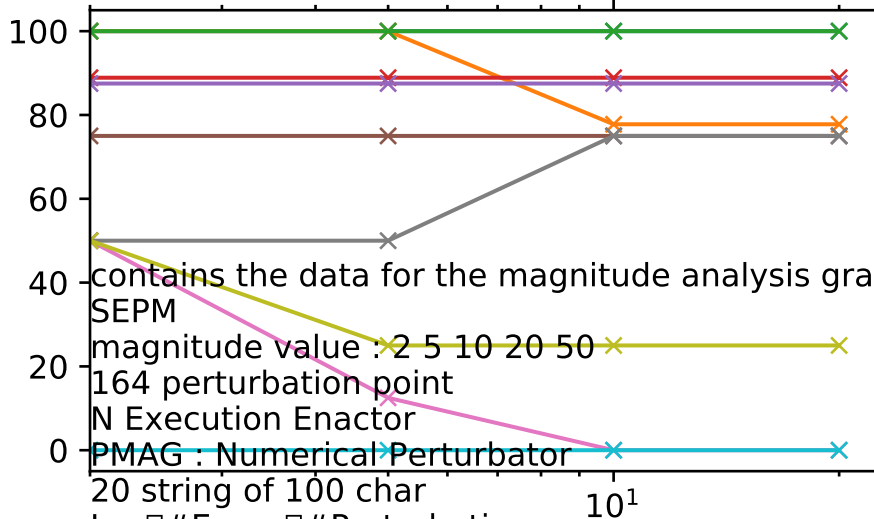 100
80
60
40
20
0
contains the data for the magnitude analysis gra
SEPM
magnitude value : 2 5 10 20 50
164 perturbation point
N Execution Enactor
PMAG : Numerical Perturbator
20 string of 100 char
10¹